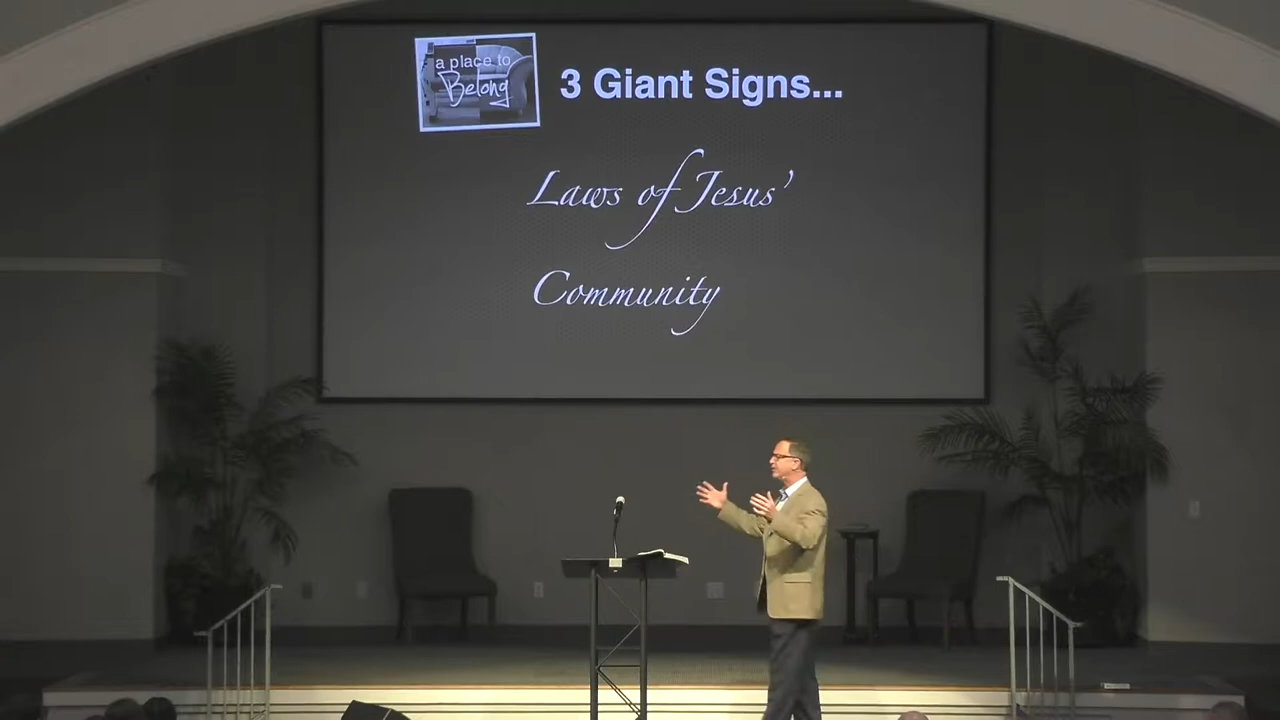 a place to
Belong
3 Giant Signs...
Laws of Jesus’
Community